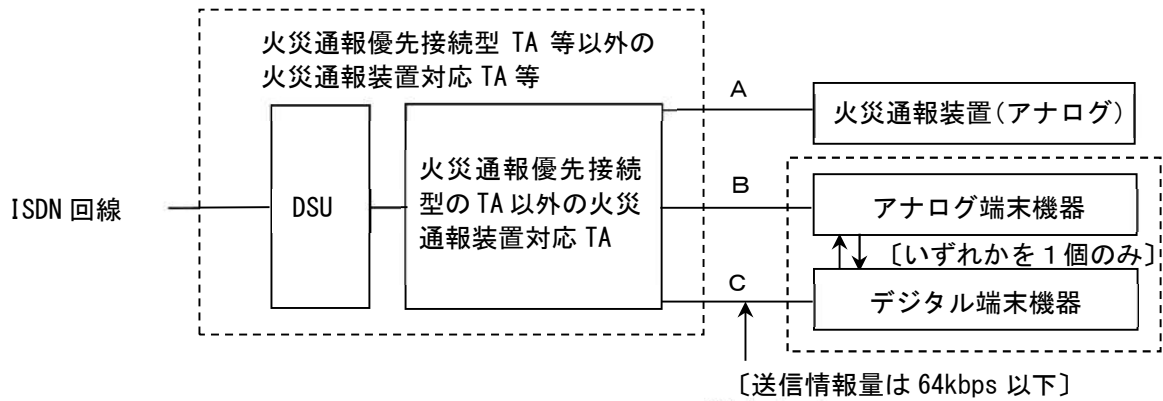 火災通報優先接続型 TA 等以外の
火災通報装置対応 TA 等
A
火災通報装置(アナログ)
ISDN 回線
DSU
火災通報優先接続
型の TA 以外の火災
通報装置対応 TA
B
アナログ端末機器
〔いずれかを1個のみ〕
C
デジタル端末機器
〔送信情報量は 64kbps 以下〕